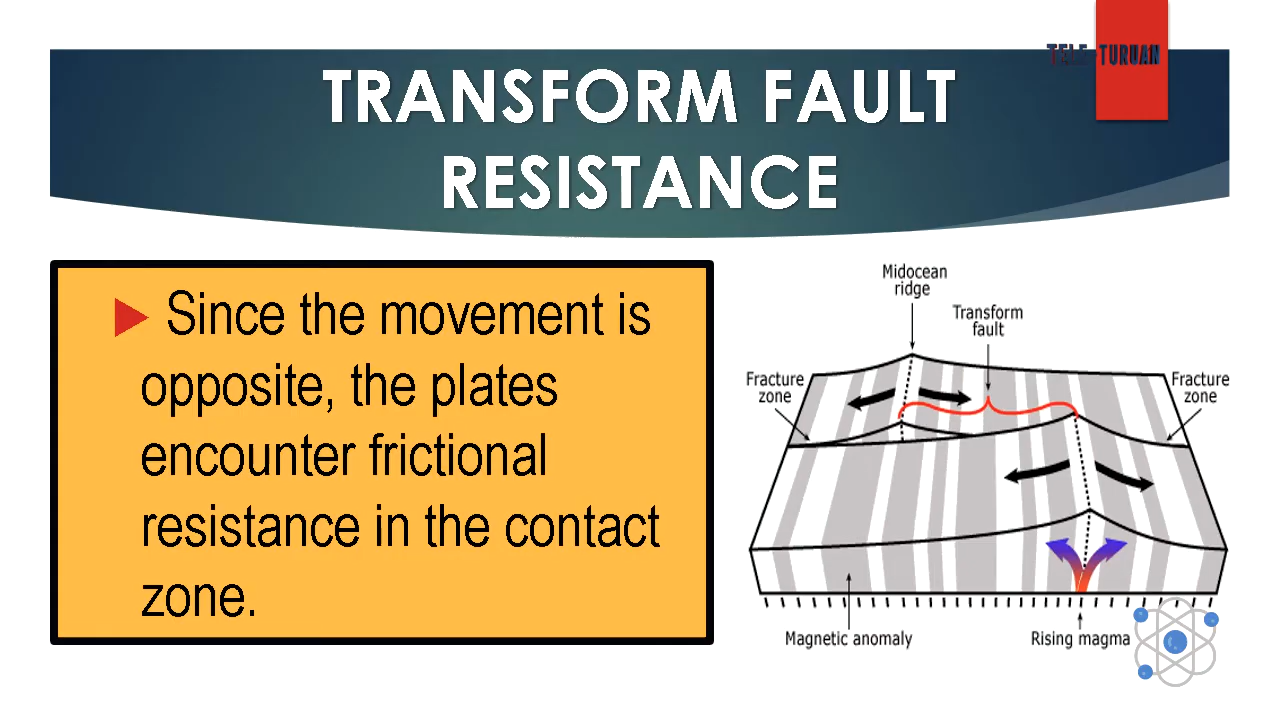 TELE TURUAN
TRANSFORM FAULT
RESISTANCE
Since the movement is
opposite, the plates
encounter frictional
resistance in the contact
zone.
Midocean
ridge
Transform
fault
Fracture
zone
Fracture
zone
Magnetic anomaly
Rising magma